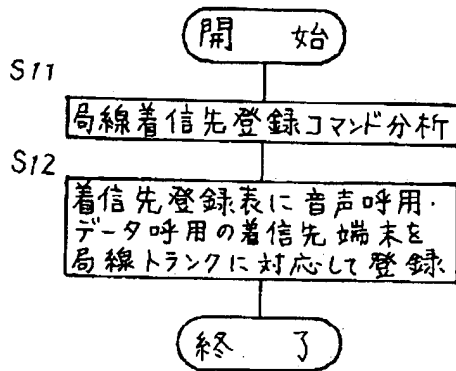 開 始
S11
局線着信先登録コマンド分析
S12
着信先登録表に音声呼用・
データ呼用の着信先端末を
局線トランクに対応して登録
終 了